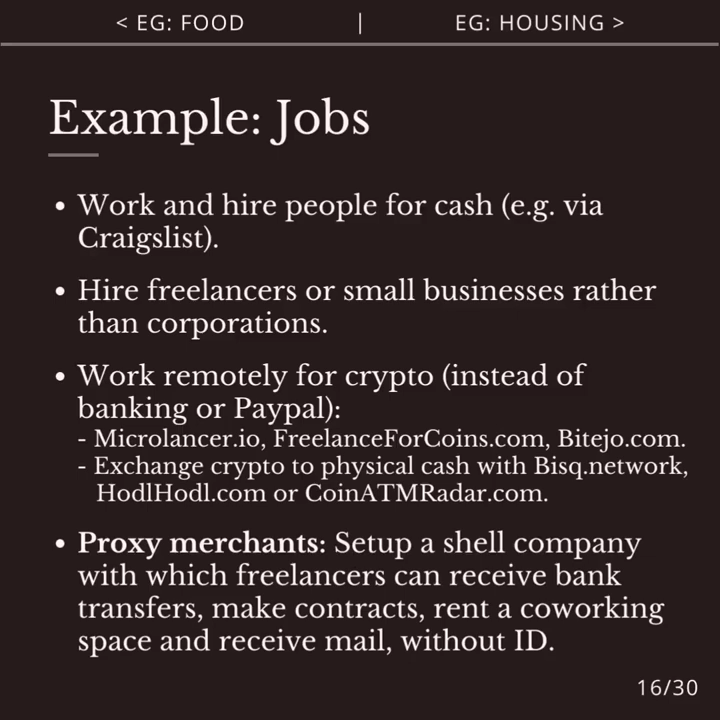 < EG: FOOD | EG: HOUSING >
Example: Jobs
• Work and hire people for cash (e.g. via
Craigslist).
• Hire freelancers or small businesses rather
than corporations.
• Work remotely for crypto (instead of
banking or Paypal):
- Microlancer.io, FreelanceForCoins.com, Bitejo.com.
- Exchange crypto to physical cash with Bisq.network,
HodlHodl.com or CoinATMRadar.com.
• Proxy merchants: Setup a shell company
with which freelancers can receive bank
transfers, make contracts, rent a coworking
space and receive mail, without ID.
16/30